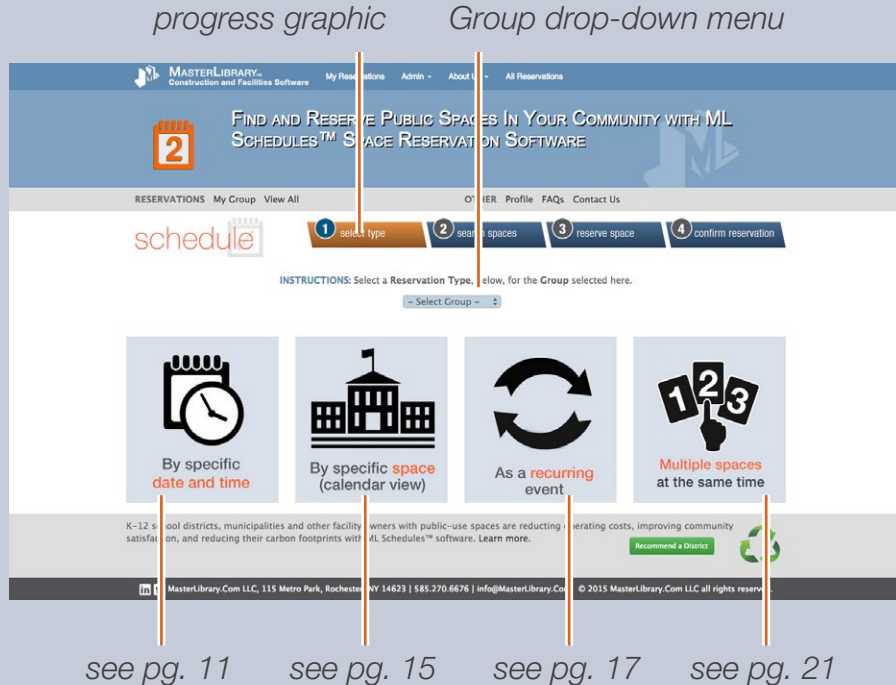 progress graphic Group drop-down menu
MASTERLIBRARY™ My Reservations Admin About Us All Reservations
Construction and Facilities Software
FIND AND RESERVE PUBLIC SPACES IN YOUR COMMUNITY WITH ML
SCHEDULES™ SPACE RESERVATION SOFTWARE
2
ML
RESERVATIONS My Group View All OTHER Profile FAQs Contact Us
schedule 1 select type 2 search spaces 3 reserve space 4 confirm reservation
INSTRUCTIONS: Select a Reservation Type, below, for the Group selected here.
– Select Group –
1 2 3
By specific
date and time
By specific space
(calendar view)
As a recurring
event
Multiple spaces
at the same time
K-12 school districts, municipalities and other facility owners with public-use spaces are reducting operating costs, improving community
satisfaction, and reducing their carbon footprints with ML Schedules™ software. Learn more.
Recommend a District
in MasterLibrary.Com LLC, 115 Metro Park, Rochester, NY 14623 | 585.270.6676 | info@MasterLibrary.Com © 2015 MasterLibrary.Com LLC all rights reserved.
see pg. 11 see pg. 15 see pg. 17 see pg. 21